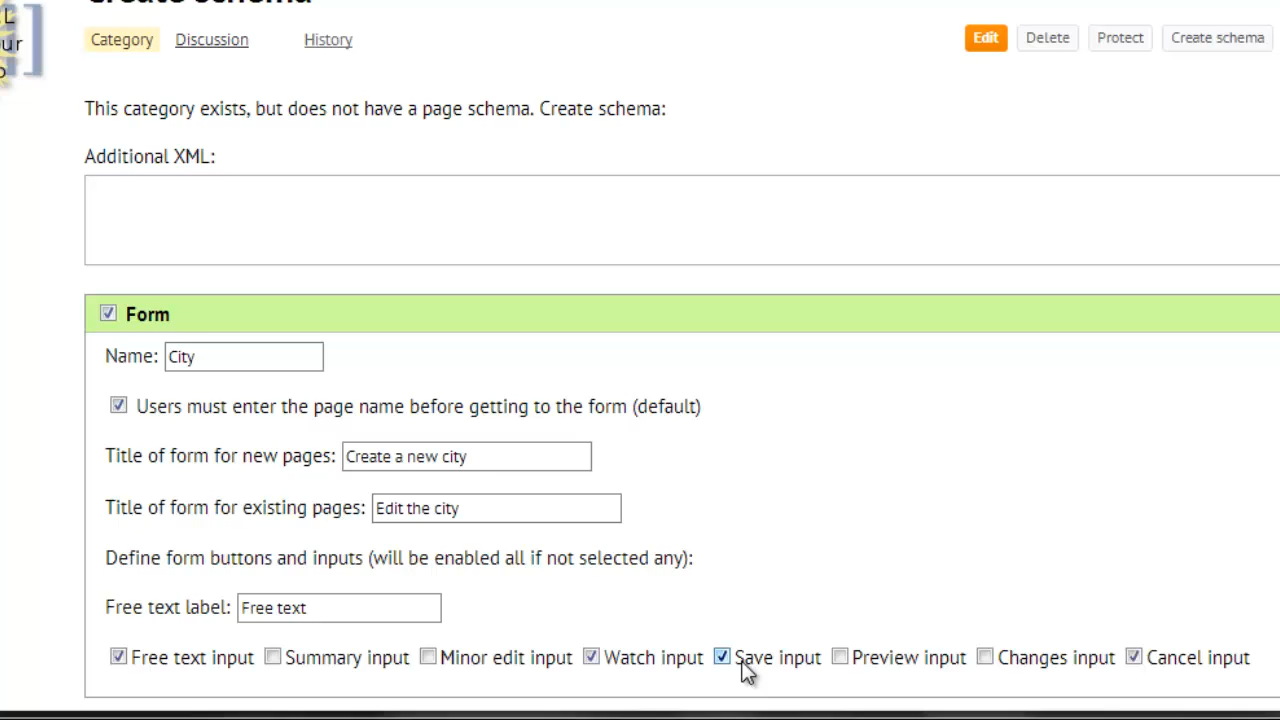 Create schema
Category Discussion History
Edit Delete Protect Create schema
This category exists, but does not have a page schema. Create schema:
Additional XML:
Form
Name: City
Users must enter the page name before getting to the form (default)
Title of form for new pages: Create a new city
Title of form for existing pages: Edit the city
Define form buttons and inputs (will be enabled all if not selected any):
Free text label: Free text
Free text input Summary input Minor edit input Watch input Save input Preview input Changes input Cancel input